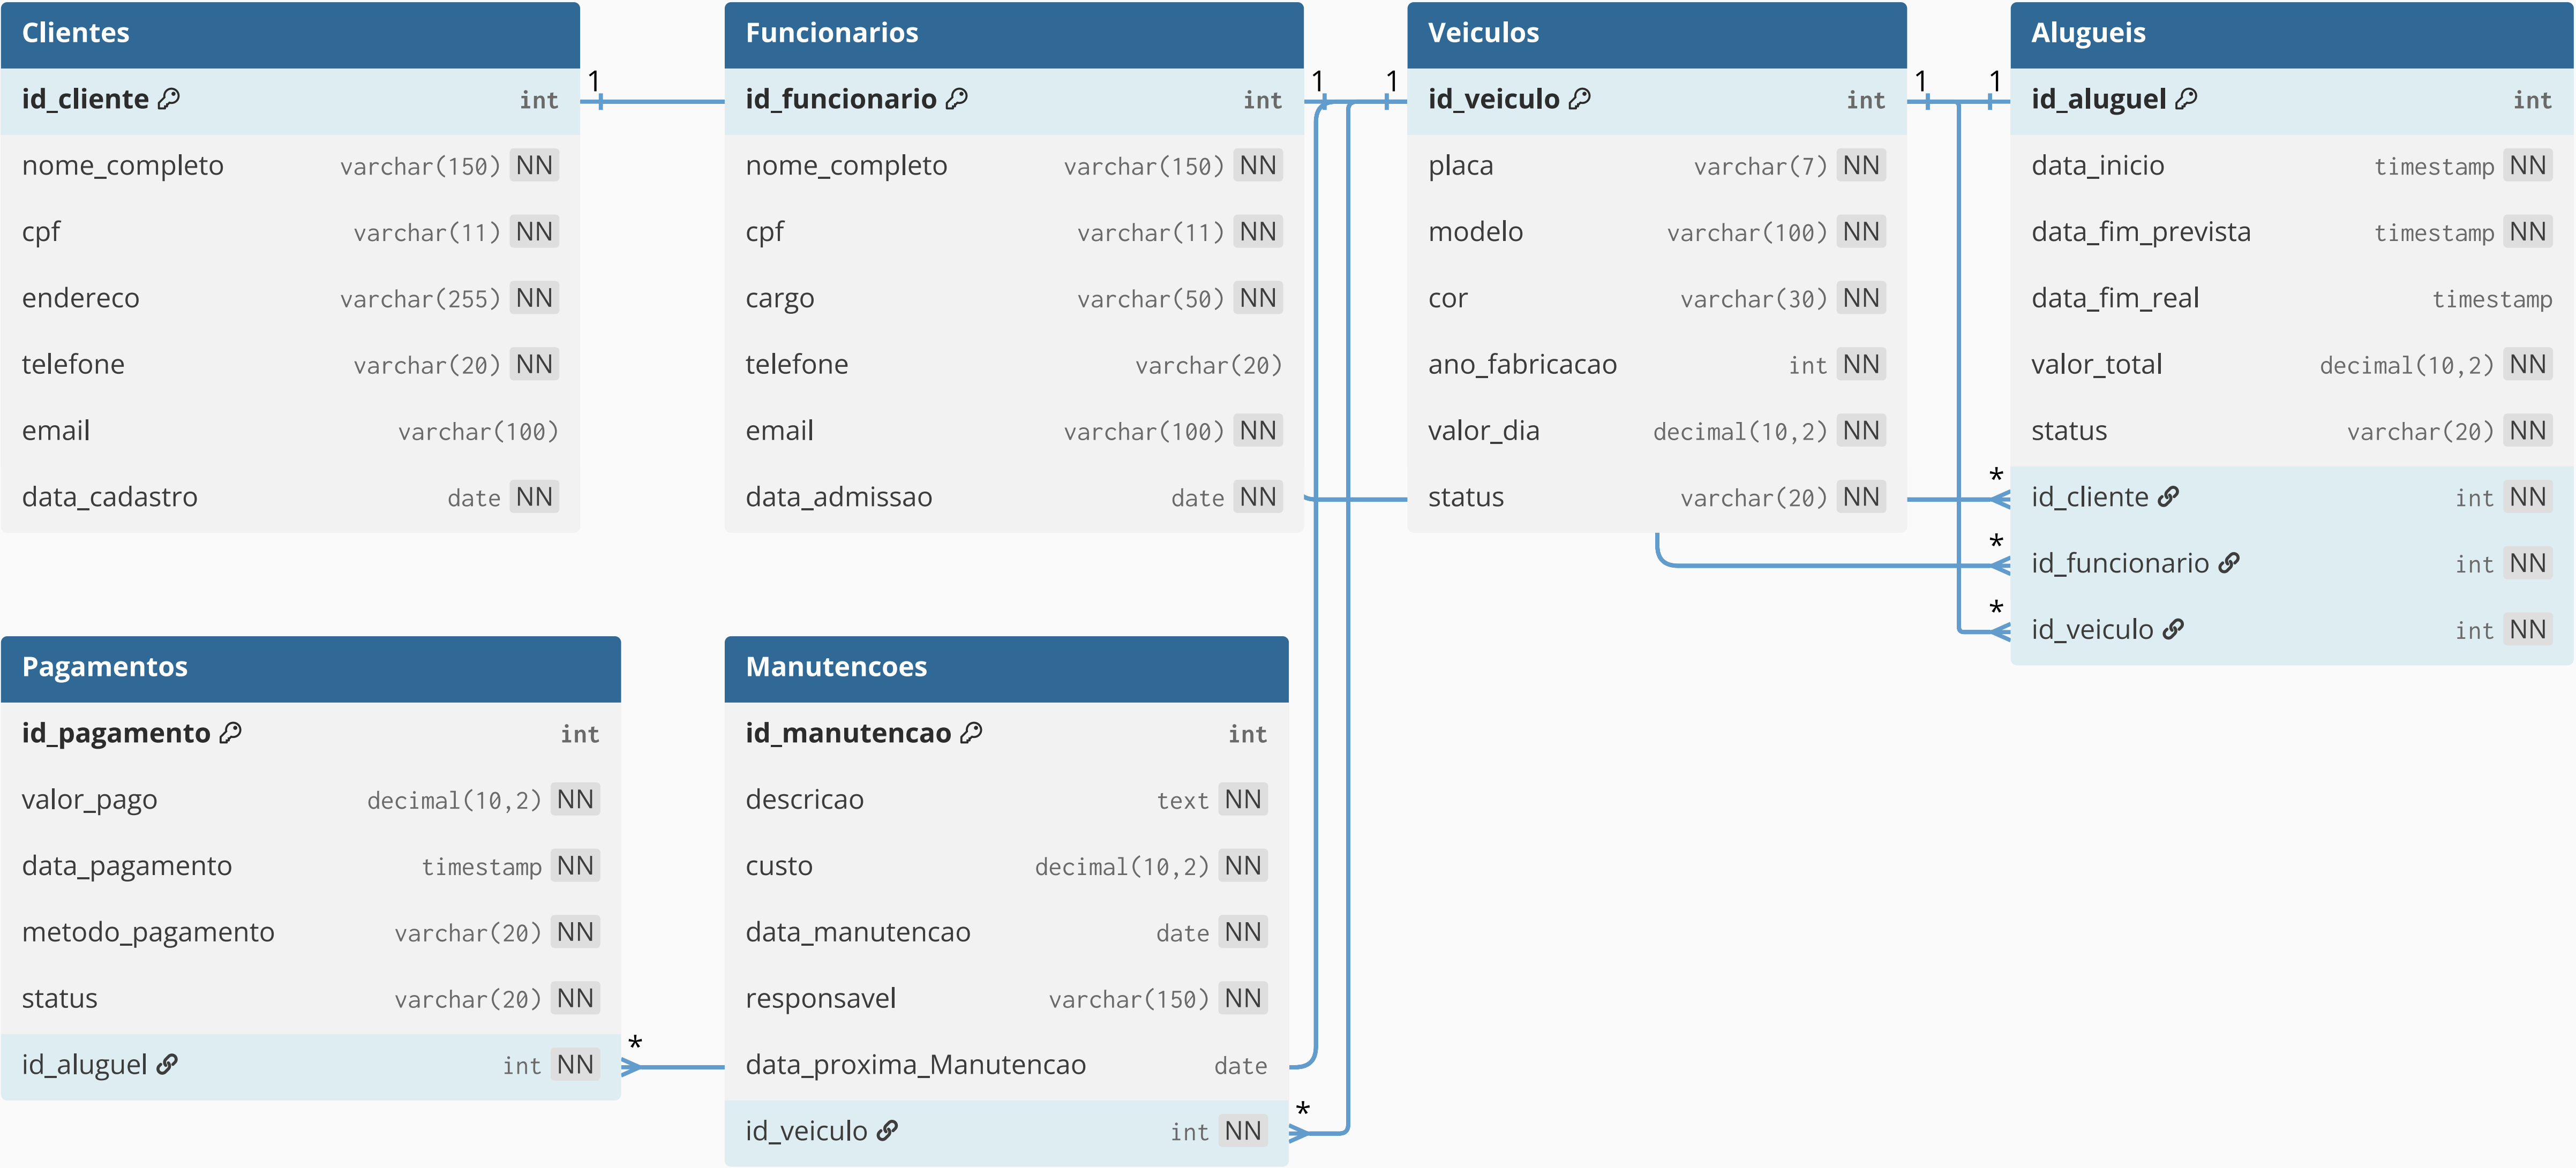 Clientes
id_cliente int
nome_completo varchar(150) NN
cpf varchar(11) NN
endereco varchar(255) NN
telefone varchar(20) NN
email varchar(100)
data_cadastro date NN
1
Funcionarios
id_funcionario int
nome_completo varchar(150) NN
cpf varchar(11) NN
cargo varchar(50) NN
telefone varchar(20)
email varchar(100) NN
data_admissao date NN
1 1
Veiculos
id_veiculo int
placa varchar(7) NN
modelo varchar(100) NN
cor varchar(30) NN
ano_fabricacao int NN
valor_dia decimal(10,2) NN
status varchar(20) NN
1 1
Alugueis
id_aluguel int
data_inicio timestamp NN
data_fim_prevista timestamp NN
data_fim_real timestamp
valor_total decimal(10,2) NN
status varchar(20) NN
* id_cliente int NN
* id_funcionario int NN
* id_veiculo int NN
Pagamentos
id_pagamento int
valor_pago decimal(10,2) NN
data_pagamento timestamp NN
metodo_pagamento varchar(20) NN
status varchar(20) NN
id_aluguel int NN *
Manutencoes
id_manutencao int
descricao text NN
custo decimal(10,2) NN
data_manutencao date NN
responsavel varchar(150) NN
data_proxima_Manutencao date
id_veiculo int NN *